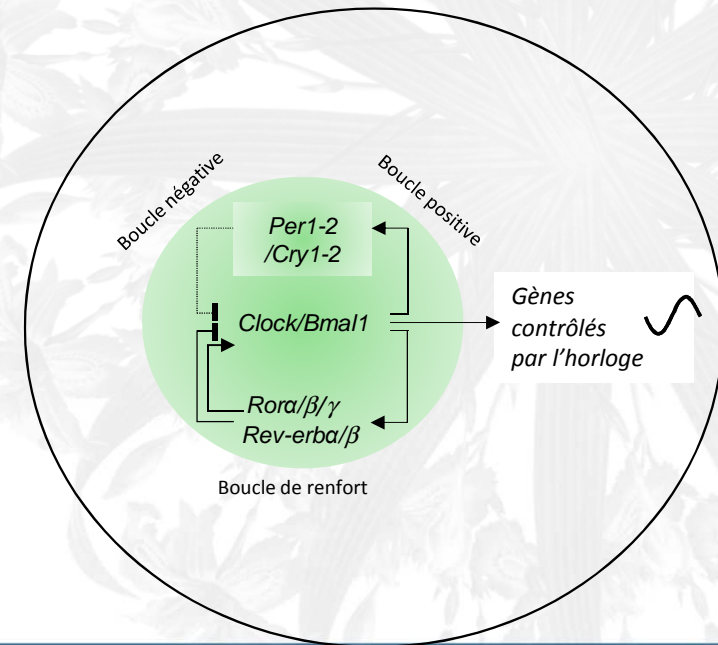 Boucle négative
Boucle positive
Per1-2
/Cry1-2
Clock/Bmal1
Gènes
contrôlés
par l'horloge
Rorα/β/γ
Rev-erbα/β
Boucle de renfort